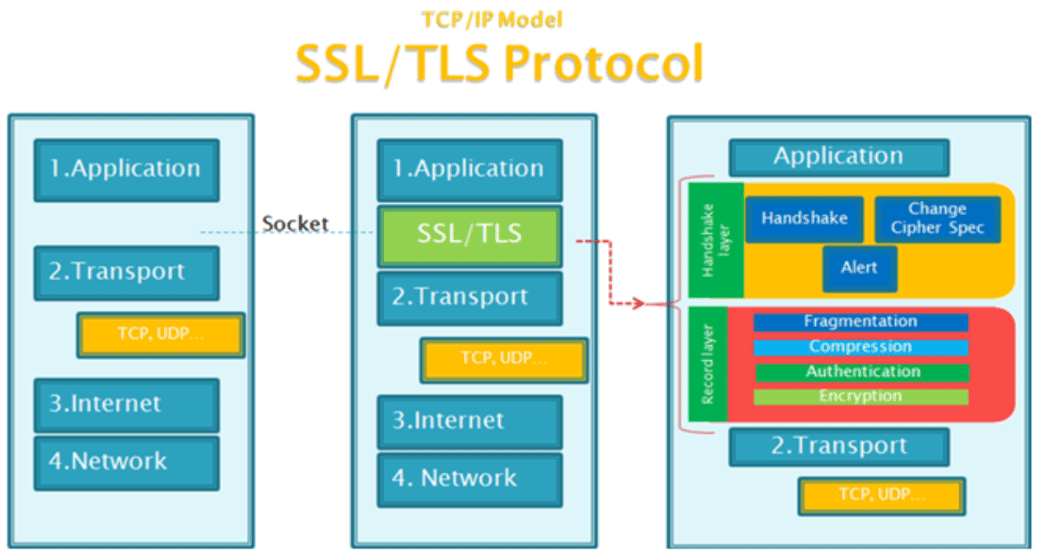 TCP/IP Model
SSL/TLS Protocol
1.Application
2.Transport
TCP, UDP...
3.Internet
4.Network
Socket
1.Application
SSL/TLS
2.Transport
TCP, UDP...
3.Internet
4. Network
Application
Handshake
layer
Handshake
Change
Cipher Spec
Alert
Record layer
Fragmentation
Compression
Authentication
Encryption
2.Transport
TCP, UDP...